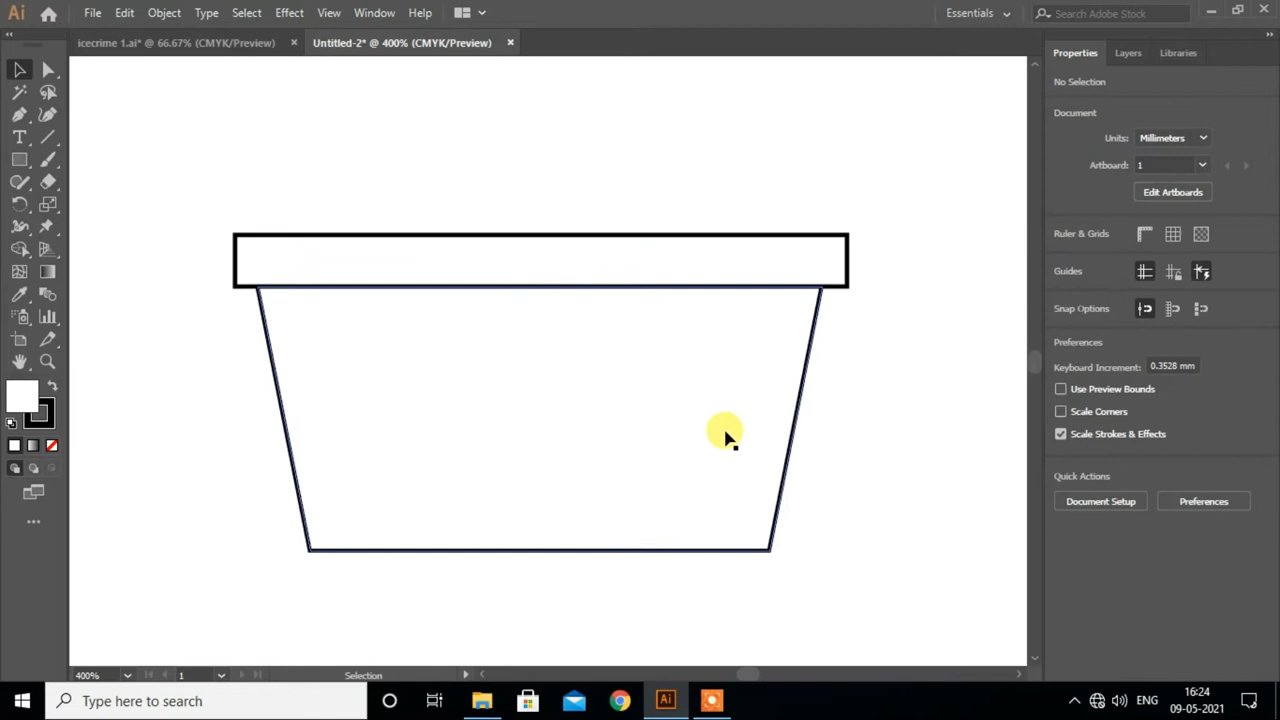 Ai File Edit Object Type Select Effect View Window Help Essentials Search Adobe Stock
icecrime 1.ai* @ 66.67% (CMYK/Preview) × Untitled-2* @ 400% (CMYK/Preview) ×
Properties Layers Libraries
No Selection
Document
Units: Millimeters
Artboard: 1
Edit Artboards
Ruler & Grids
Guides
Snap Options
Preferences
Keyboard Increment: 0.3528 mm
Use Preview Bounds
Scale Corners
Scale Strokes & Effects
Quick Actions
Document Setup Preferences
400% 1 Selection
Type here to search Ai ENG 16:24
09-05-2021